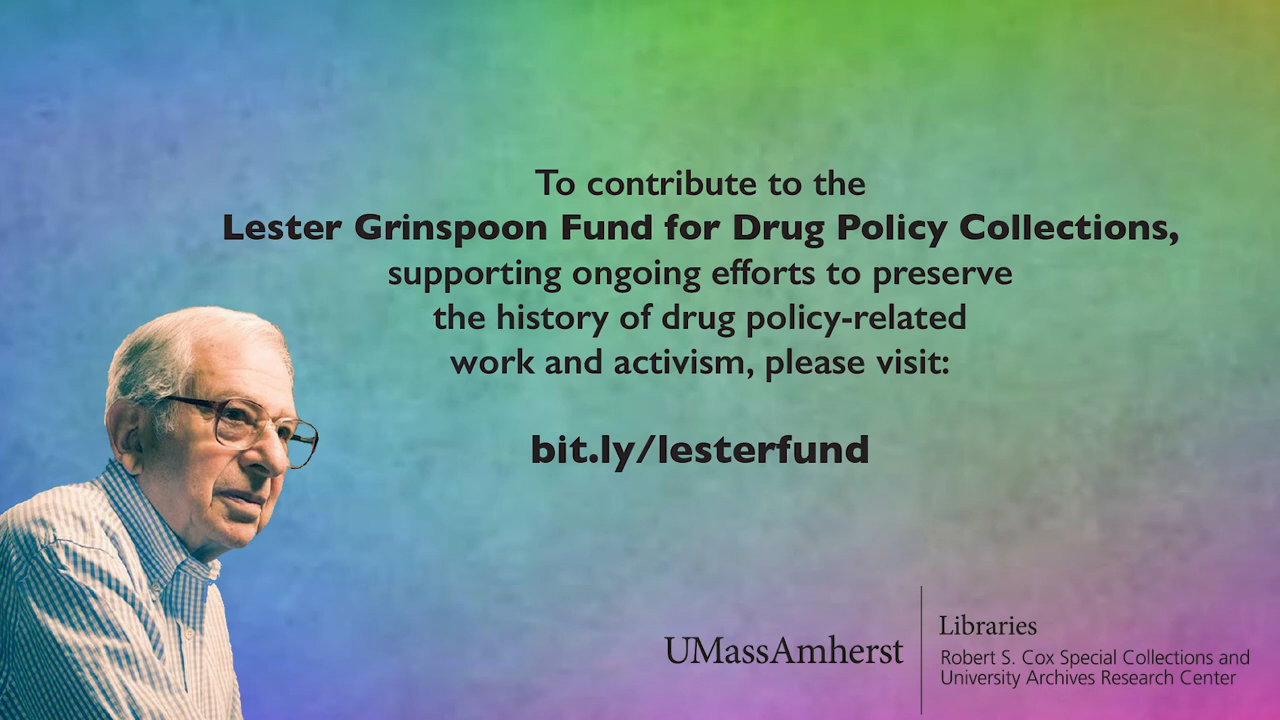 To contribute to the
Lester Grinspoon Fund for Drug Policy Collections,
supporting ongoing efforts to preserve
the history of drug policy-related
work and activism, please visit:
bit.ly/lesterfund
UMassAmherst
Libraries
Robert S. Cox Special Collections and
University Archives Research Center